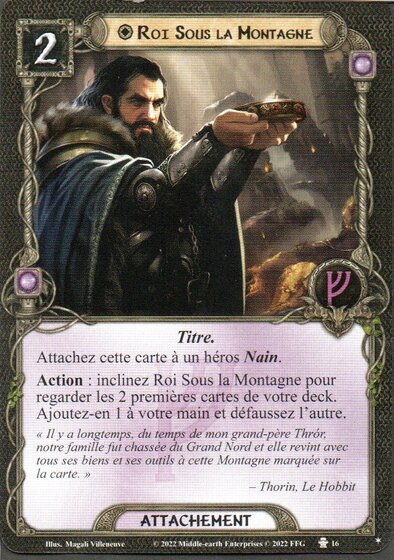 2
Roi Sous la Montagne
Titre.
Attachez cette carte à un héros Nain.
Action : inclinez Roi Sous la Montagne pour
regarder les 2 premières cartes de votre deck.
Ajoutez-en 1 à votre main et défaussez l'autre.
« Il y a longtemps, du temps de mon grand-père Thrór,
notre famille fut chassée du Grand Nord et elle revint avec
tous ses biens et ses outils à cette Montagne marquée sur
la carte. »
– Thorin, Le Hobbit
ATTACHEMENT
Illus. Magali Villeneuve © 2022 Middle-earth Enterprises © 2022 FFG 16